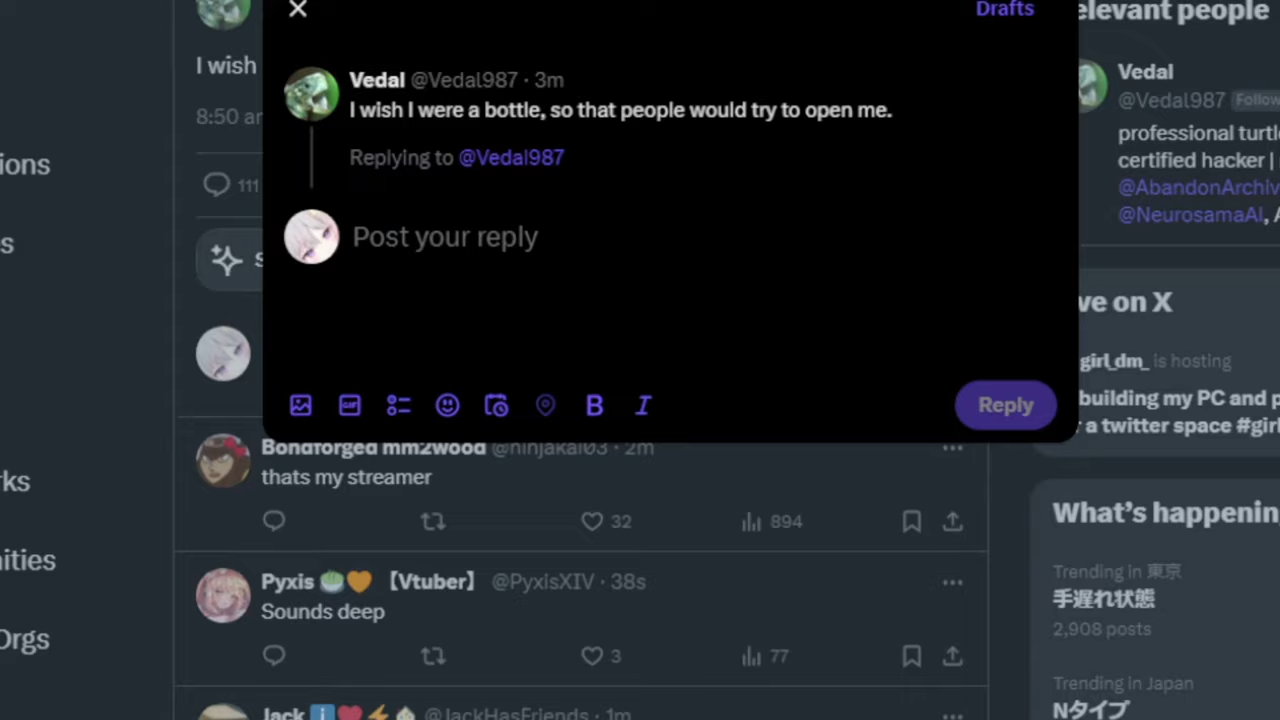 Drafts
Vedal @Vedal987 · 3m
I wish I were a bottle, so that people would try to open me.
Replying to @Vedal987
Post your reply
GIF
B I
Reply
I wish
8:50 am
111
S
Bondforged mm2wood @ninjakai03 · 2m
thats my streamer
32
894
Pyxis 【Vtuber】 @PyxisXIV · 38s
Sounds deep
3
77
Jack @JackHasFriends · 1m
ions
s
rks
ities
Orgs
elevant people
Vedal
@Vedal987 Follow
professional turtl
certified hacker |
@AbandonArchiv
@NeurosamaAI, A
ve on X
girl_dm_ is hosting
building my PC and p
r a twitter space #girl
What's happenin
Trending in 東京
手遅れ状態
2,908 posts
Trending in Japan
Nタイプ